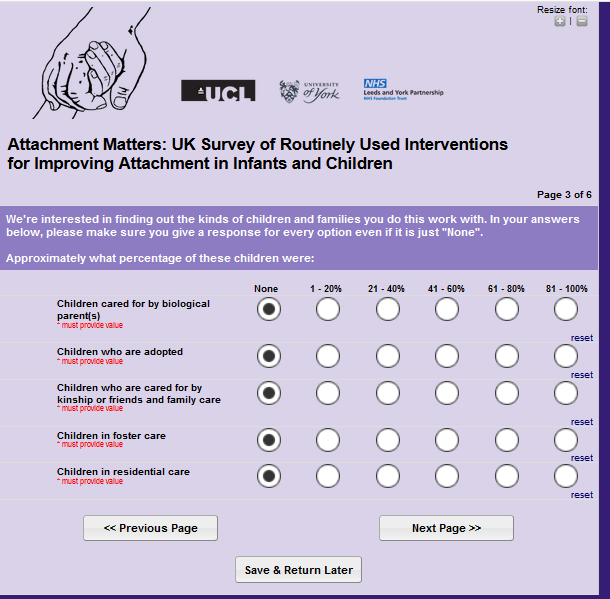 Resize font:
+ | -
UCL
UNIVERSITY
of York
NHS
Leeds and York Partnership
NHS Foundation Trust
Attachment Matters: UK Survey of Routinely Used Interventions
for Improving Attachment in Infants and Children
Page 3 of 6
We're interested in finding out the kinds of children and families you do this work with. In your answers
below, please make sure you give a response for every option even if it is just "None".
Approximately what percentage of these children were:
None 1 - 20% 21 - 40% 41 - 60% 61 - 80% 81 - 100%
Children cared for by biological
parent(s)
* must provide value
reset
Children who are adopted
* must provide value
reset
Children who are cared for by
kinship or friends and family care
* must provide value
reset
Children in foster care
* must provide value
reset
Children in residential care
* must provide value
reset
<< Previous Page Next Page >>
Save & Return Later